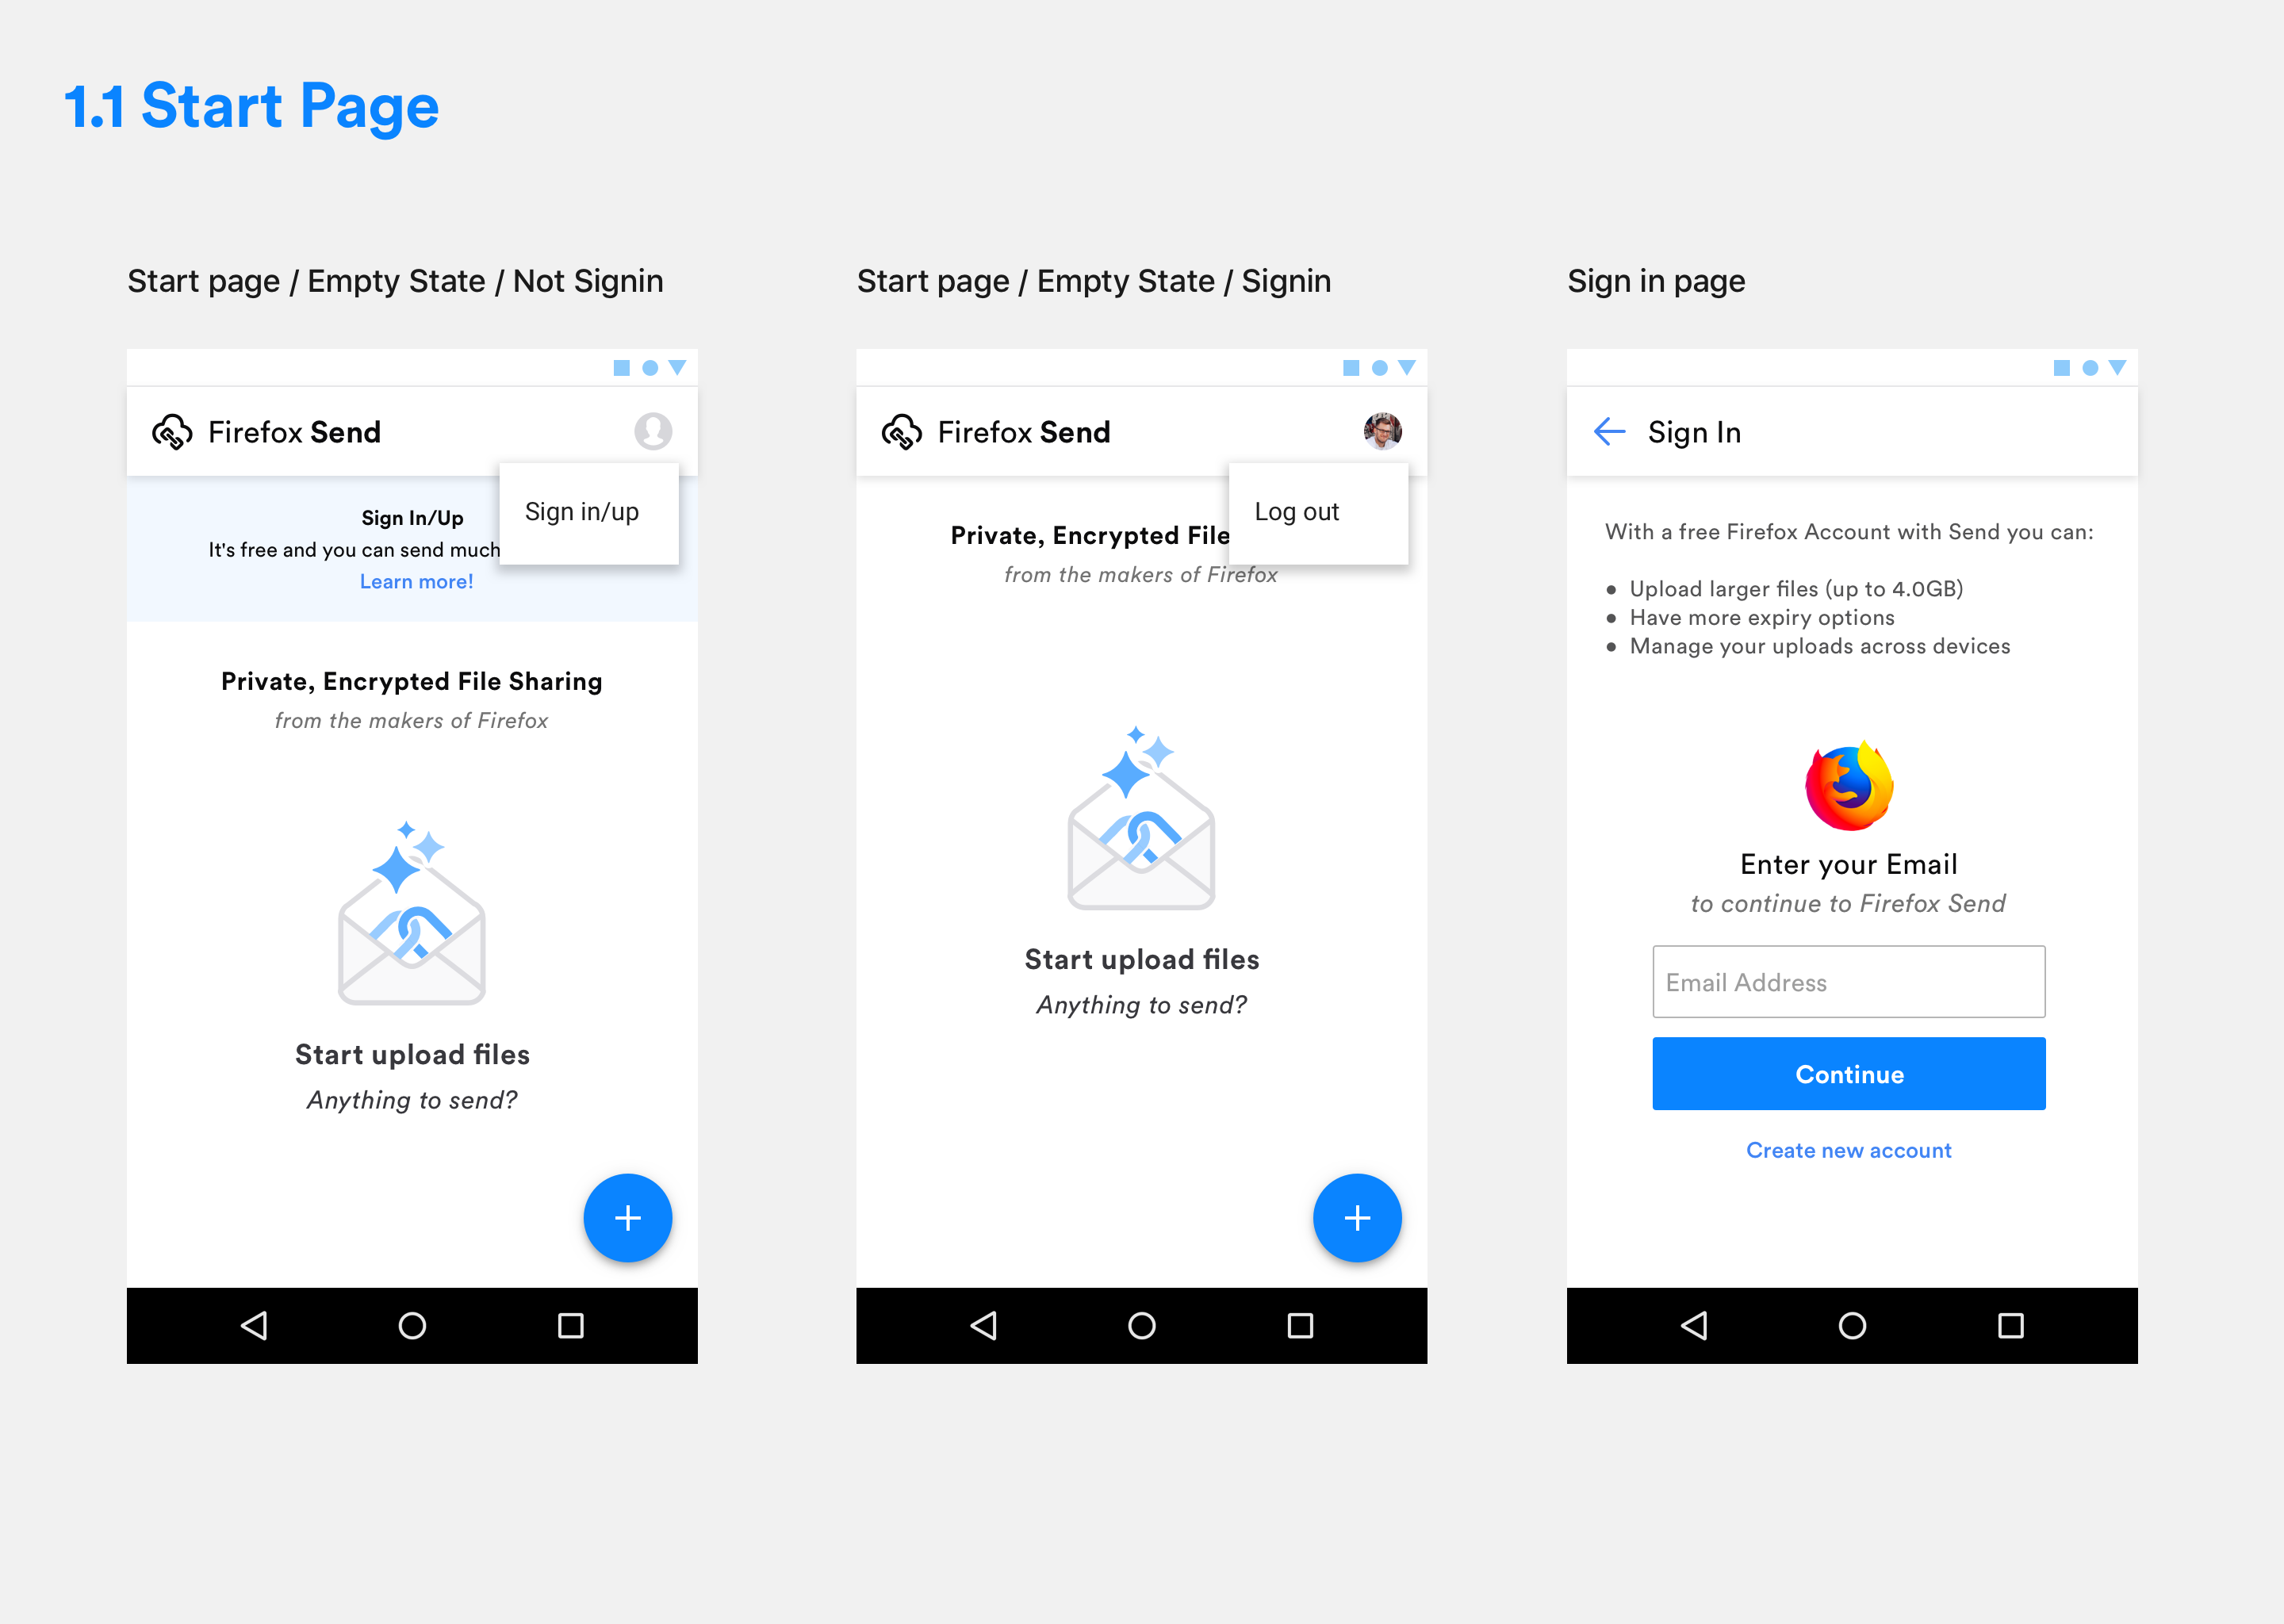 1.1 Start Page
Start page / Empty State / Not Signin
Firefox Send
Sign in/up
Sign In/Up
It's free and you can send much
Learn more!
Private, Encrypted File Sharing
from the makers of Firefox
Start upload files
Anything to send?
Start page / Empty State / Signin
Firefox Send
Log out
Private, Encrypted File
from the makers of Firefox
Start upload files
Anything to send?
Sign in page
Sign In
With a free Firefox Account with Send you can:
● Upload larger files (up to 4.0GB)
● Have more expiry options
● Manage your uploads across devices
Enter your Email
to continue to Firefox Send
Email Address
Continue
Create new account